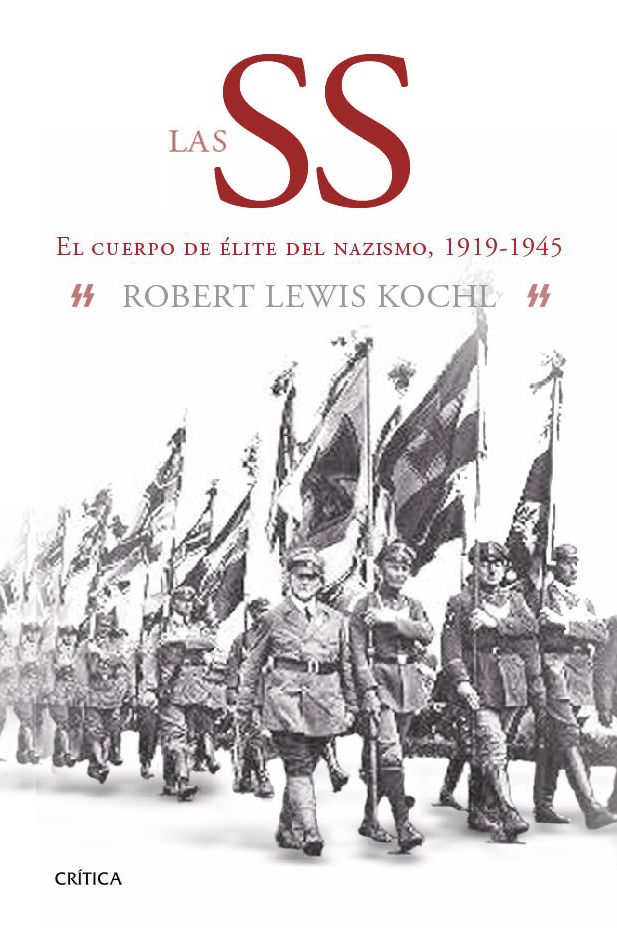 LAS SS
EL CUERPO DE ÉLITE DEL NAZISMO, 1919-1945
ROBERT LEWIS KOCHL
CRÍTICA